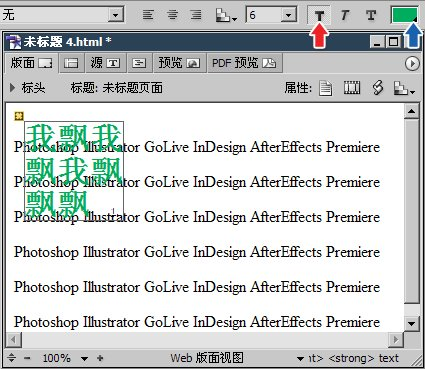 无 6 T T T
未标题 4.html *
版面 源 预览 PDF 预览
标头 标题: 未标题页面 属性:
我飘我
Photoshop Illustrator GoLive InDesign AfterEffects Premiere
飘我飘
Photoshop Illustrator GoLive InDesign AfterEffects Premiere
飘飘
Photoshop Illustrator GoLive InDesign AfterEffects Premiere
Photoshop Illustrator GoLive InDesign AfterEffects Premiere
Photoshop Illustrator GoLive InDesign AfterEffects Premiere
Photoshop Illustrator GoLive InDesign AfterEffects Premiere
100% Web 版面视图 nt> <strong> text